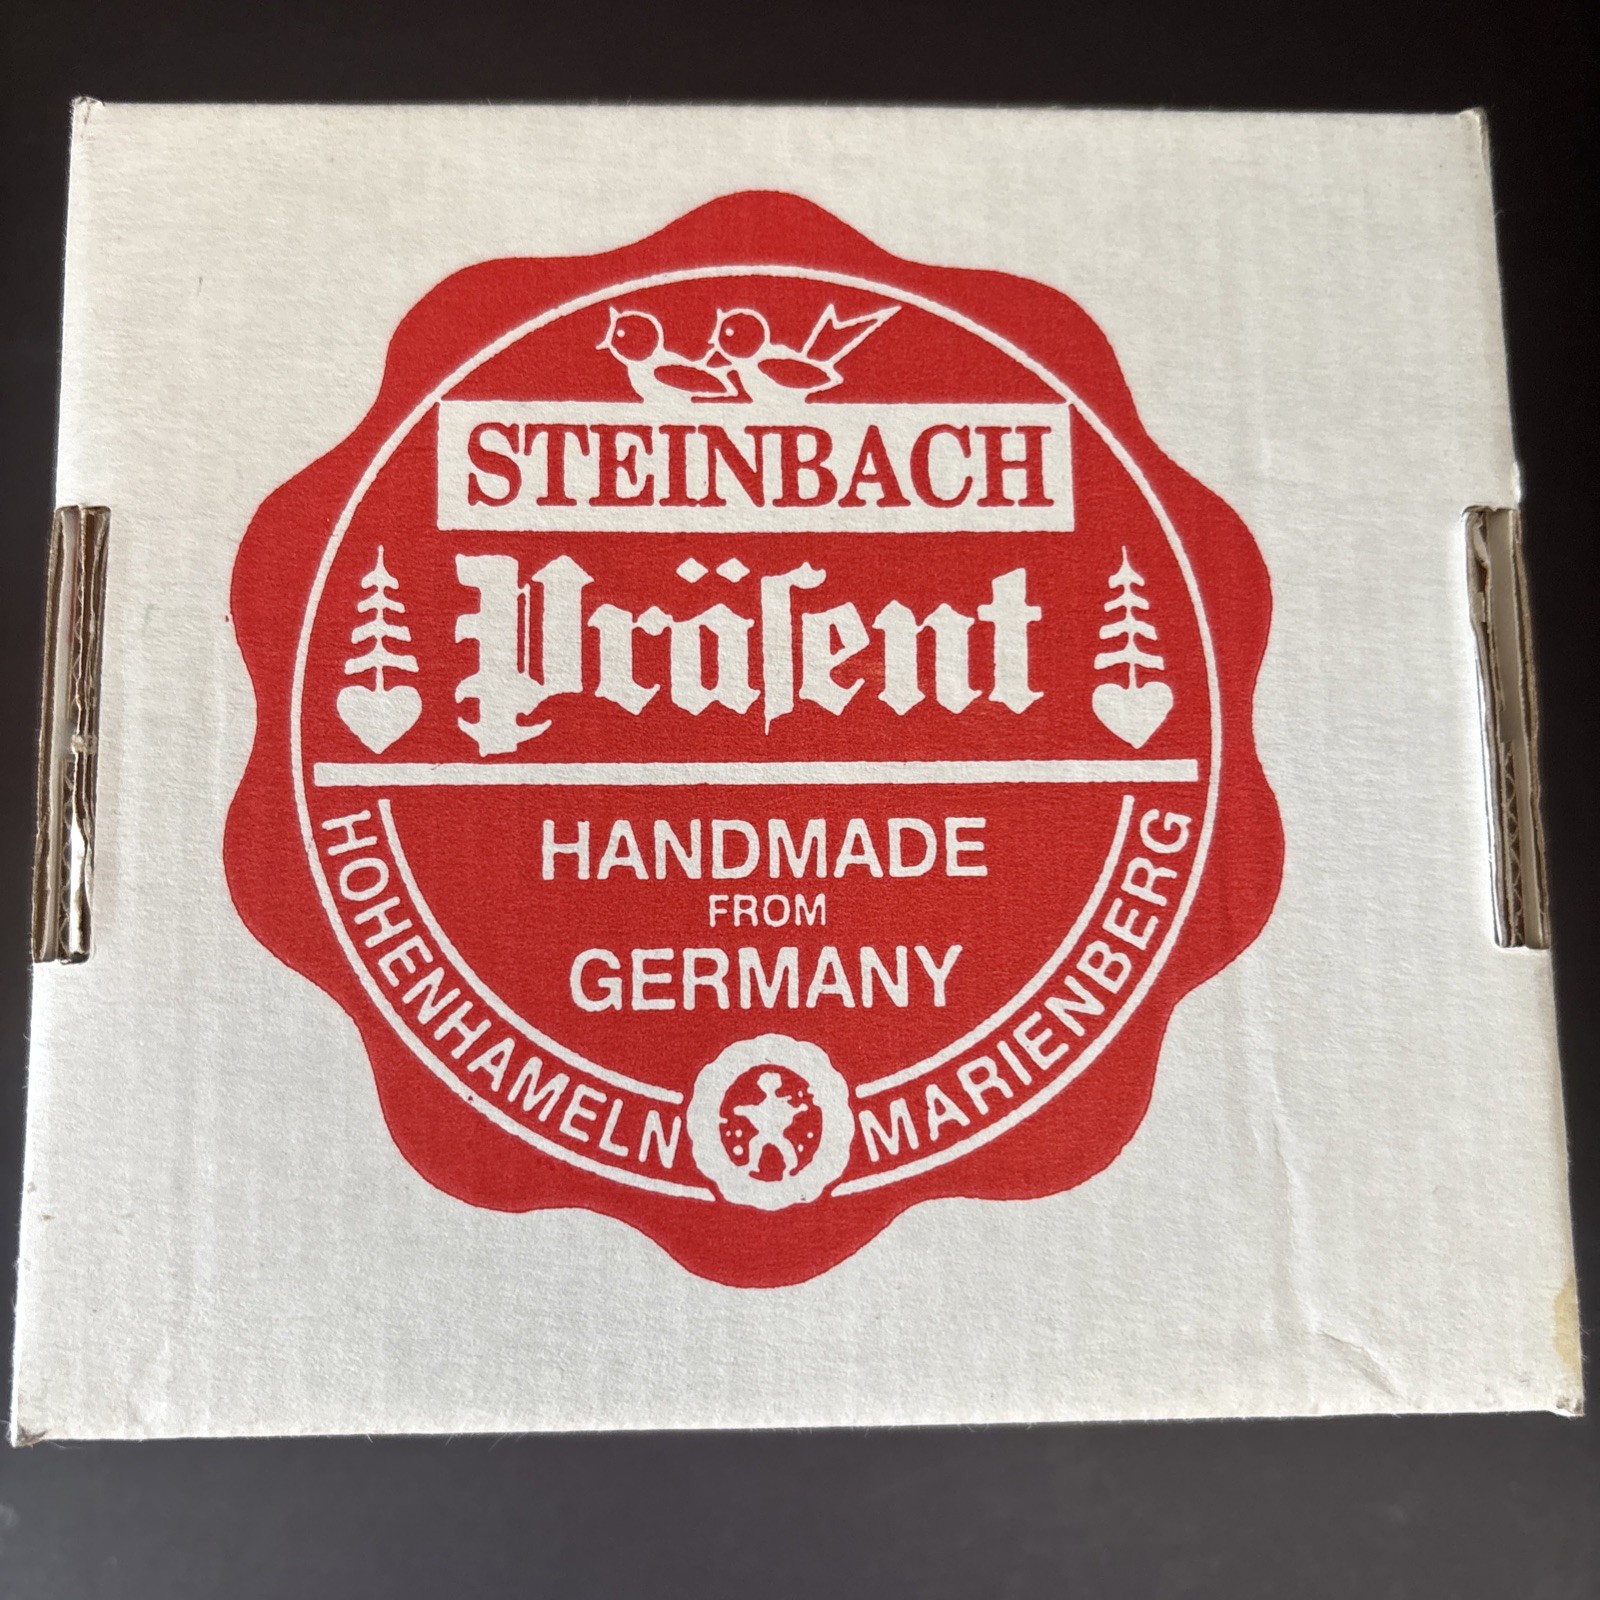 STEINBACH
Präſent
HANDMADE
FROM
GERMANY
HOHENHAMELN
MARIENBERG